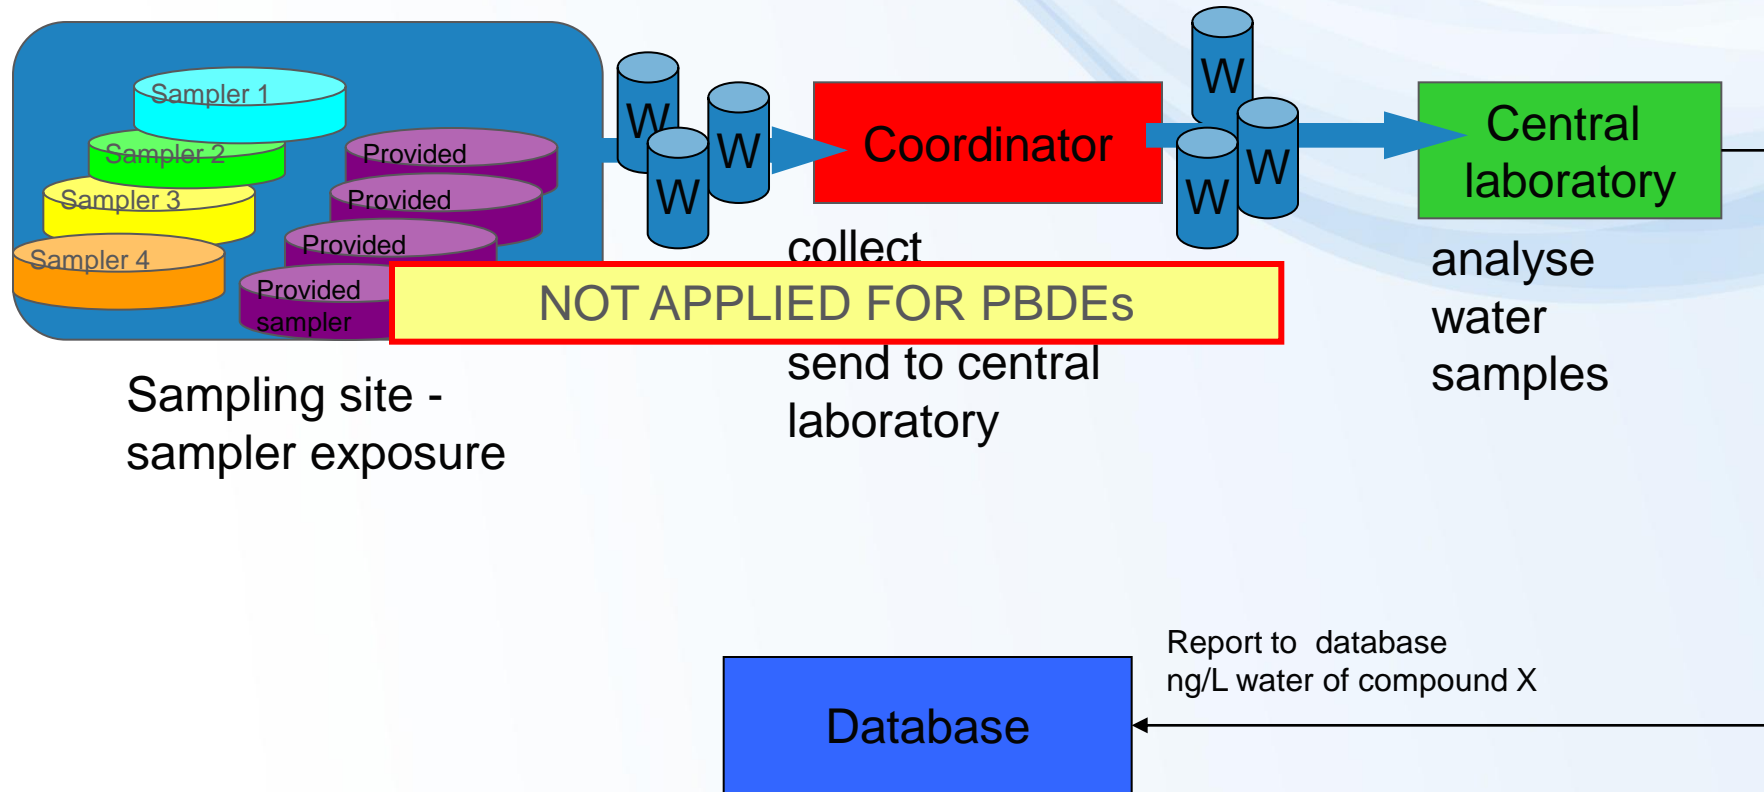 Sampler 1
Sampler 2
Sampler 3
Sampler 4
Provided
Provided
Provided
Provided
sampler
Sampling site -
sampler exposure
W
W
W
Coordinator
collect
NOT APPLIED FOR PBDEs
send to central
laboratory
W
W
W
Central
laboratory
analyse
water
samples
Report to  database
ng/L water of compound X
Database